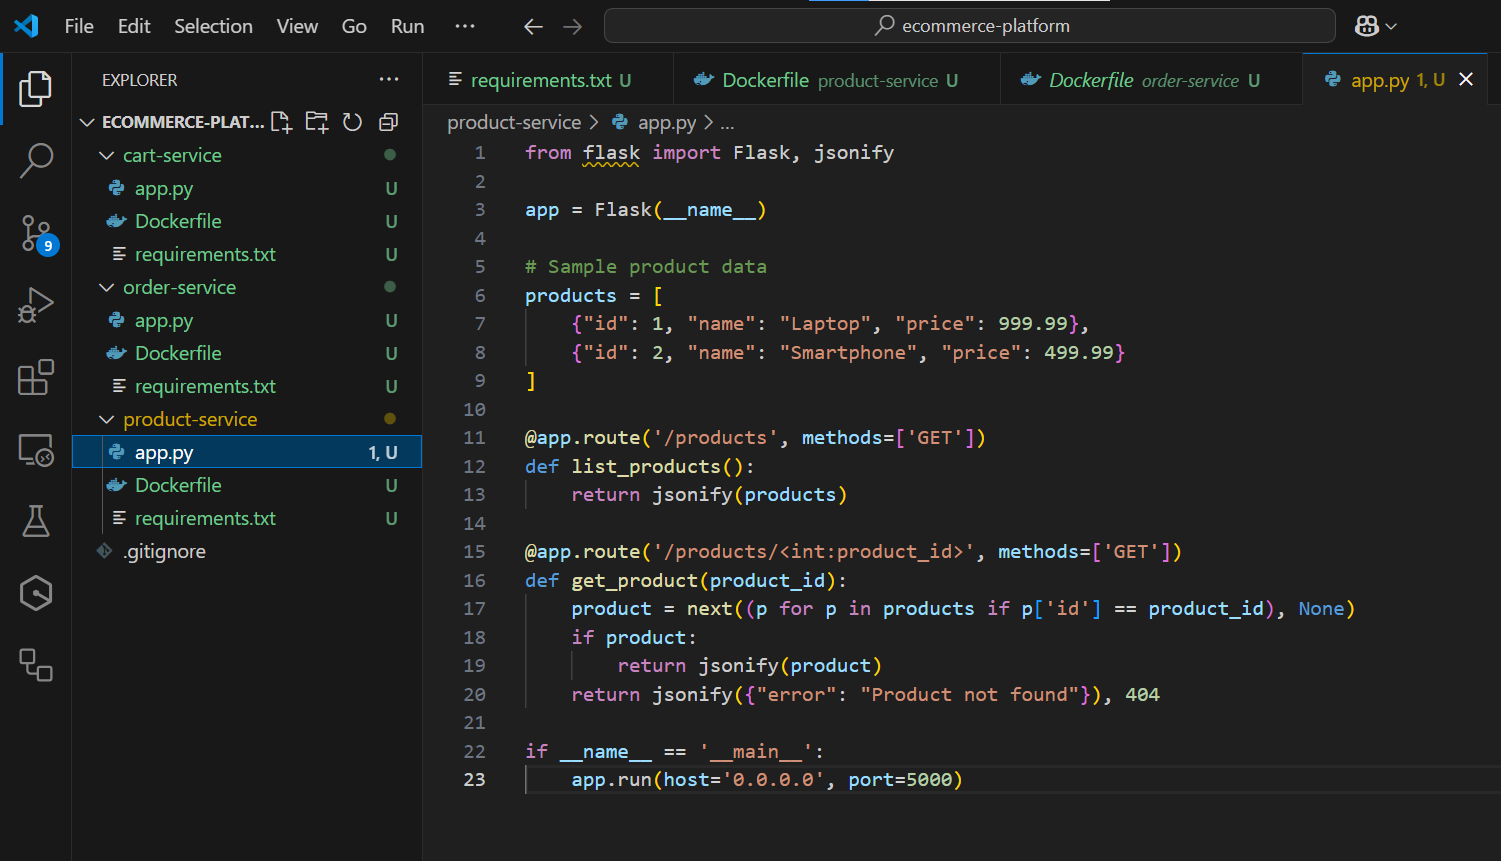 File Edit Selection View Go Run ··· ecommerce-platform
EXPLORER ···
ECOMMERCE-PLAT...
cart-service
app.py U
Dockerfile U
requirements.txt U
order-service
app.py U
Dockerfile U
requirements.txt U
product-service
app.py 1, U
Dockerfile U
requirements.txt U
.gitignore
9
requirements.txt U Dockerfile product-service U Dockerfile order-service U app.py 1, U
product-service > app.py > ...
1 from flask import Flask, jsonify
2
3 app = Flask(__name__)
4
5 # Sample product data
6 products = [
7     {"id": 1, "name": "Laptop", "price": 999.99},
8     {"id": 2, "name": "Smartphone", "price": 499.99}
9 ]
10
11 @app.route('/products', methods=['GET'])
12 def list_products():
13     return jsonify(products)
14
15 @app.route('/products/<int:product_id>', methods=['GET'])
16 def get_product(product_id):
17     product = next((p for p in products if p['id'] == product_id), None)
18     if product:
19         return jsonify(product)
20     return jsonify({"error": "Product not found"}), 404
21
22 if __name__ == '__main__':
23     app.run(host='0.0.0.0', port=5000)